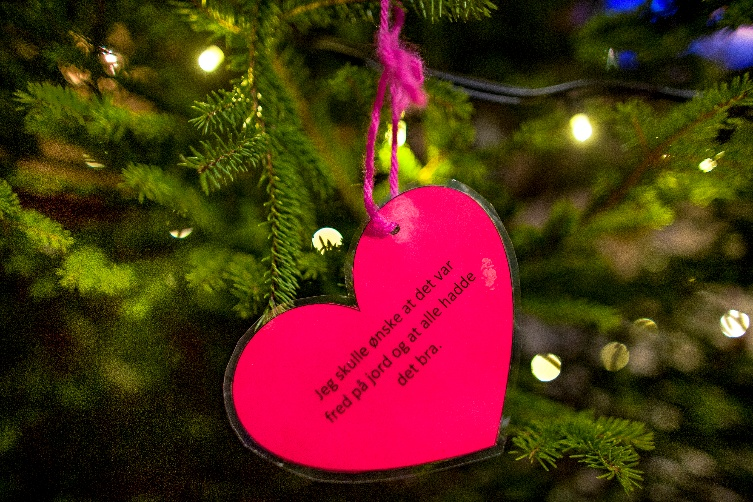 Jeg skulle ønske at det var
fred på jord og at alle hadde
det bra.